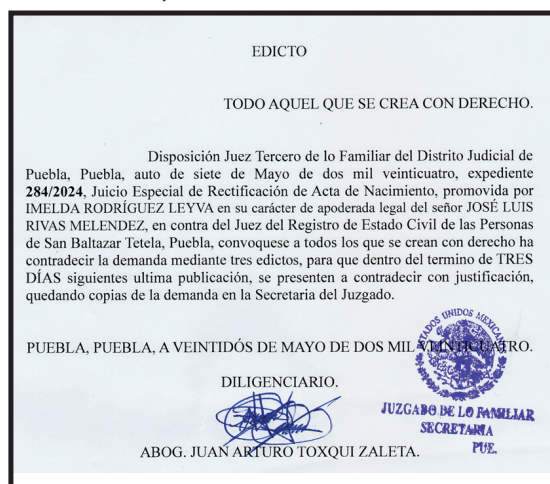 EDICTO
TODO AQUEL QUE SE CREA CON DERECHO.
Disposición Juez Tercero de lo Familiar del Distrito Judicial de
Puebla, Puebla, auto de siete de Mayo de dos mil veinticuatro, expediente
284/2024, Juicio Especial de Rectificación de Acta de Nacimiento, promovida por
IMELDA RODRÍGUEZ LEYVA en su carácter de apoderada legal del señor JOSÉ LUIS
RIVAS MELENDEZ, en contra del Juez del Registro de Estado Civil de las Personas
de San Baltazar Tetela, Puebla, convoquese a todos los que se crean con derecho ha
contradecir la demanda mediante tres edictos, para que dentro del termino de TRES
DÍAS siguientes ultima publicación, se presenten a contradecir con justificación,
quedando copias de la demanda en la Secretaria del Juzgado.
PUEBLA, PUEBLA, A VEINTIDÓS DE MAYO DE DOS MIL VEINTICUATRO.
DILIGENCIARIO.
ABOG. JUAN ARTURO TOXQUI ZALETA.
UNIDOS
JUZGADO DE LO FAMILIAR
SECRETARIA
PUE.